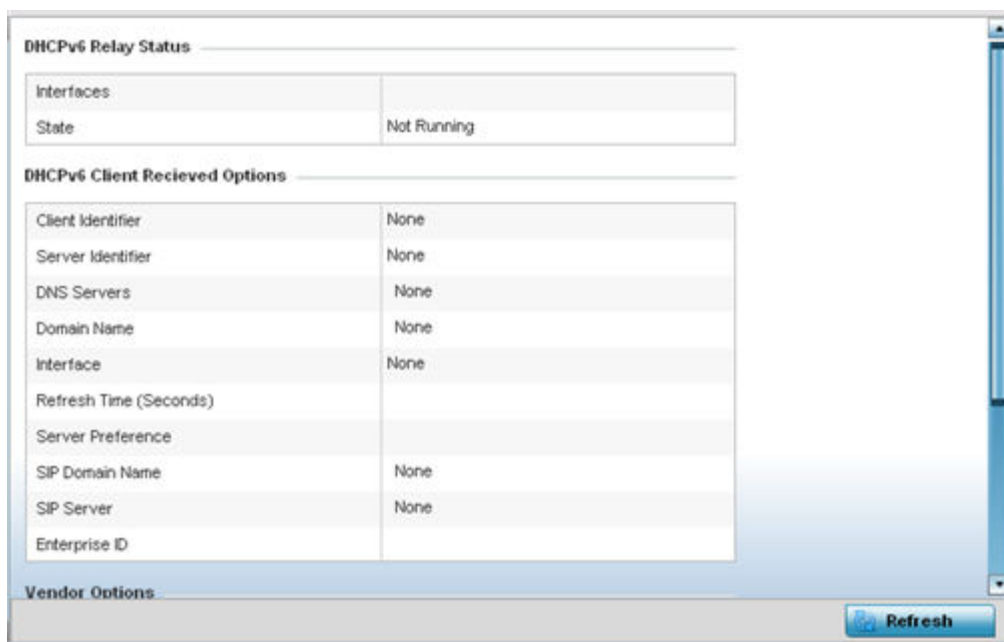 DHCPv6 Relay Status
Interfaces
State Not Running
DHCPv6 Client Recieved Options
Client Identifier None
Server Identifier None
DNS Servers None
Domain Name None
Interface None
Refresh Time (Seconds)
Server Preference
SIP Domain Name None
SIP Server None
Enterprise ID
Vendor Options
Refresh